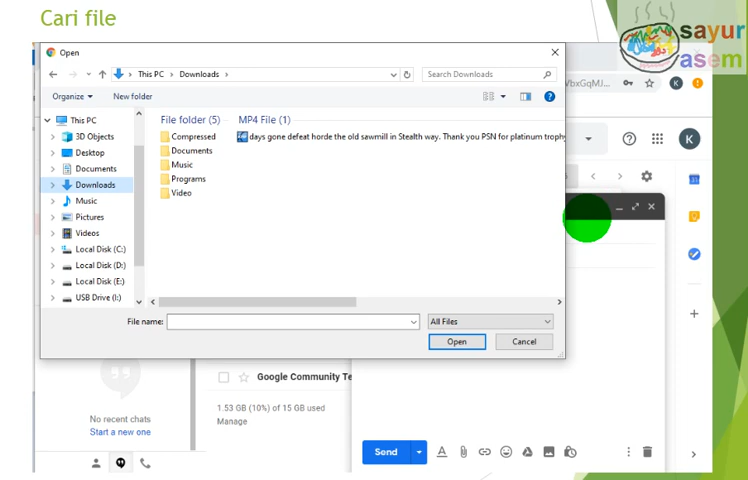 Cari file
sayur
asem
Open
This PC
Downloads
Search Downloads
VbxGqMJ...
K
Organize
New folder
This PC
3D Objects
Desktop
Documents
Downloads
Music
Pictures
Videos
Local Disk (C:)
Local Disk (D:)
Local Disk (E:)
USB Drive (I:)
File folder (5)
Compressed
Documents
Music
Programs
Video
MP4 File (1)
days gone defeat horde the old sawmill in Stealth way. Thank you PSN for platinum trophy
File name:
All Files
Open
Cancel
K
No recent chats
Start a new one
Google Community Te
1.53 GB (10%) of 15 GB used
Manage
Send